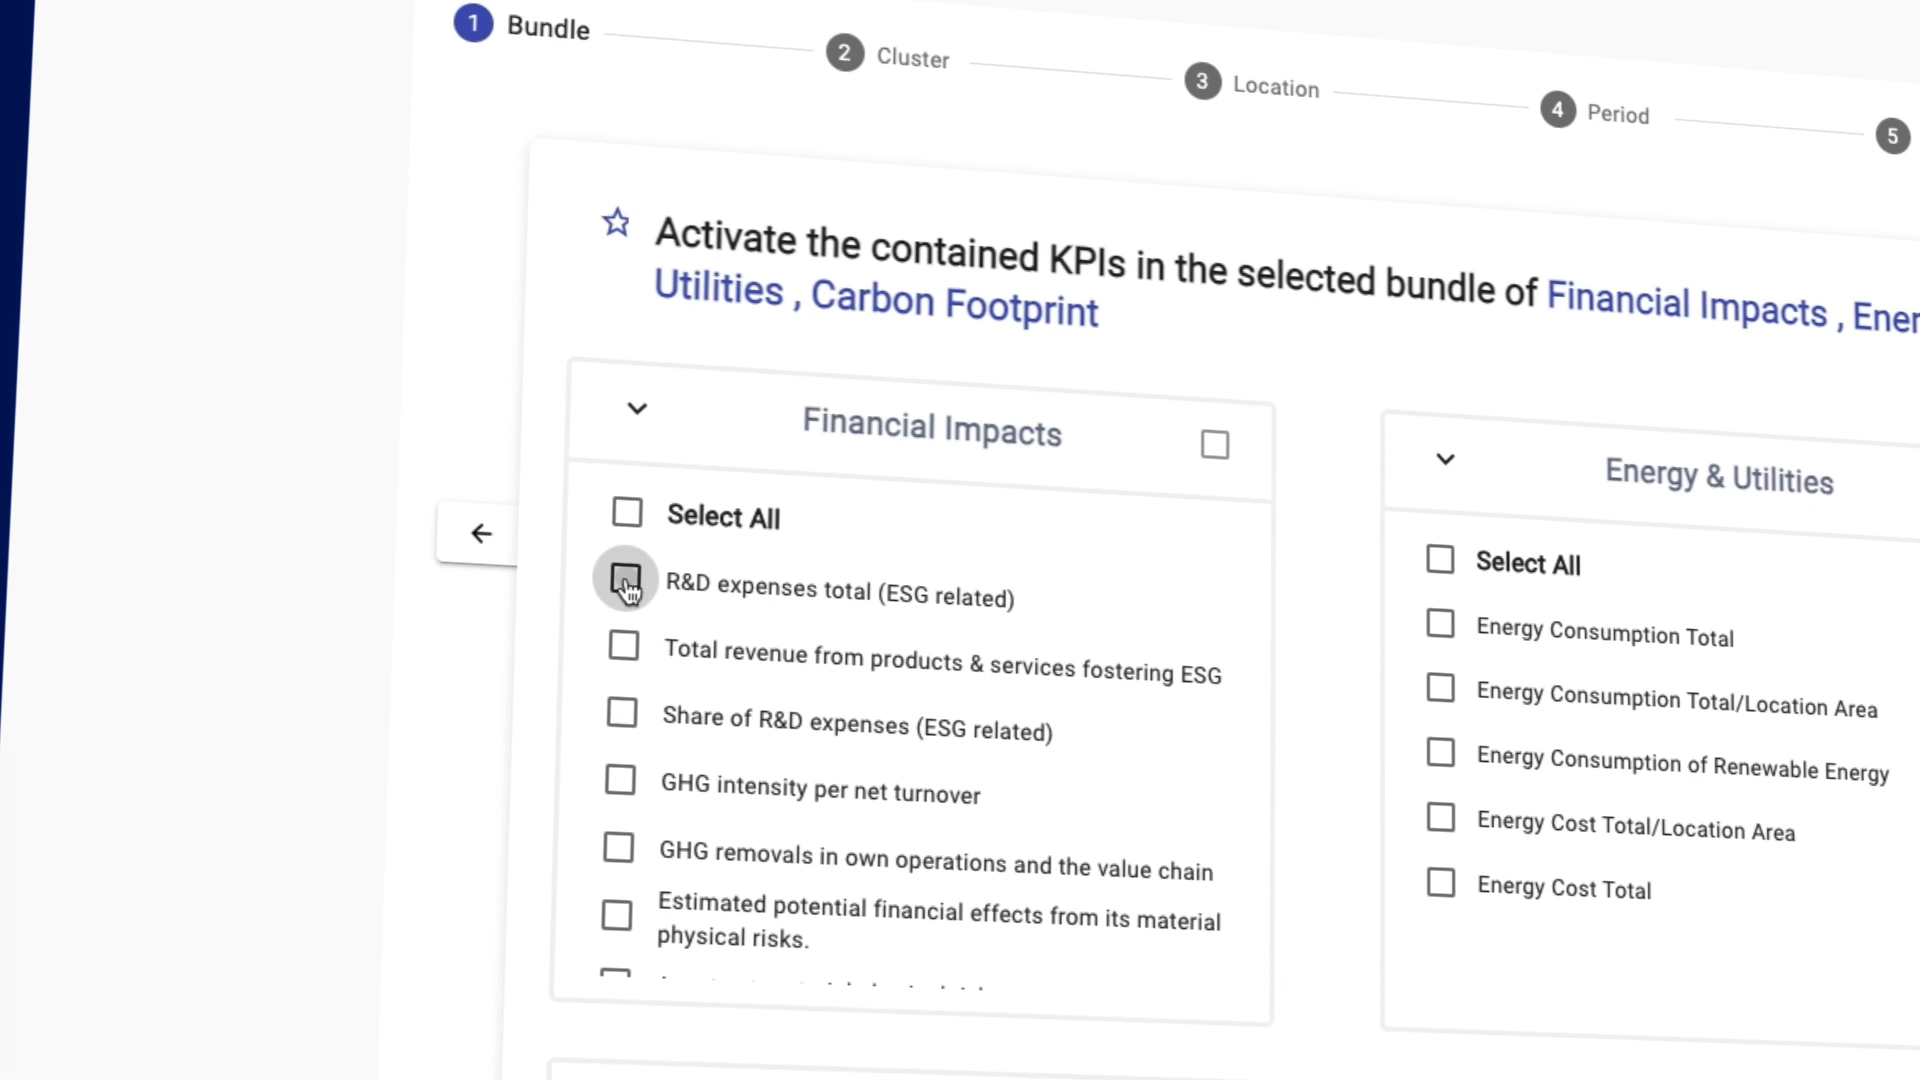 1 Bundle
2 Cluster
3 Location
4 Period
5
Activate the contained KPIs in the selected bundle of Financial Impacts , Ener
Utilities , Carbon Footprint
Financial Impacts
Select All
R&D expenses total (ESG related)
Total revenue from products & services fostering ESG
Share of R&D expenses (ESG related)
GHG intensity per net turnover
GHG removals in own operations and the value chain
Estimated potential financial effects from its material
physical risks.
Energy & Utilities
Select All
Energy Consumption Total
Energy Consumption Total/Location Area
Energy Consumption of Renewable Energy
Energy Cost Total/Location Area
Energy Cost Total